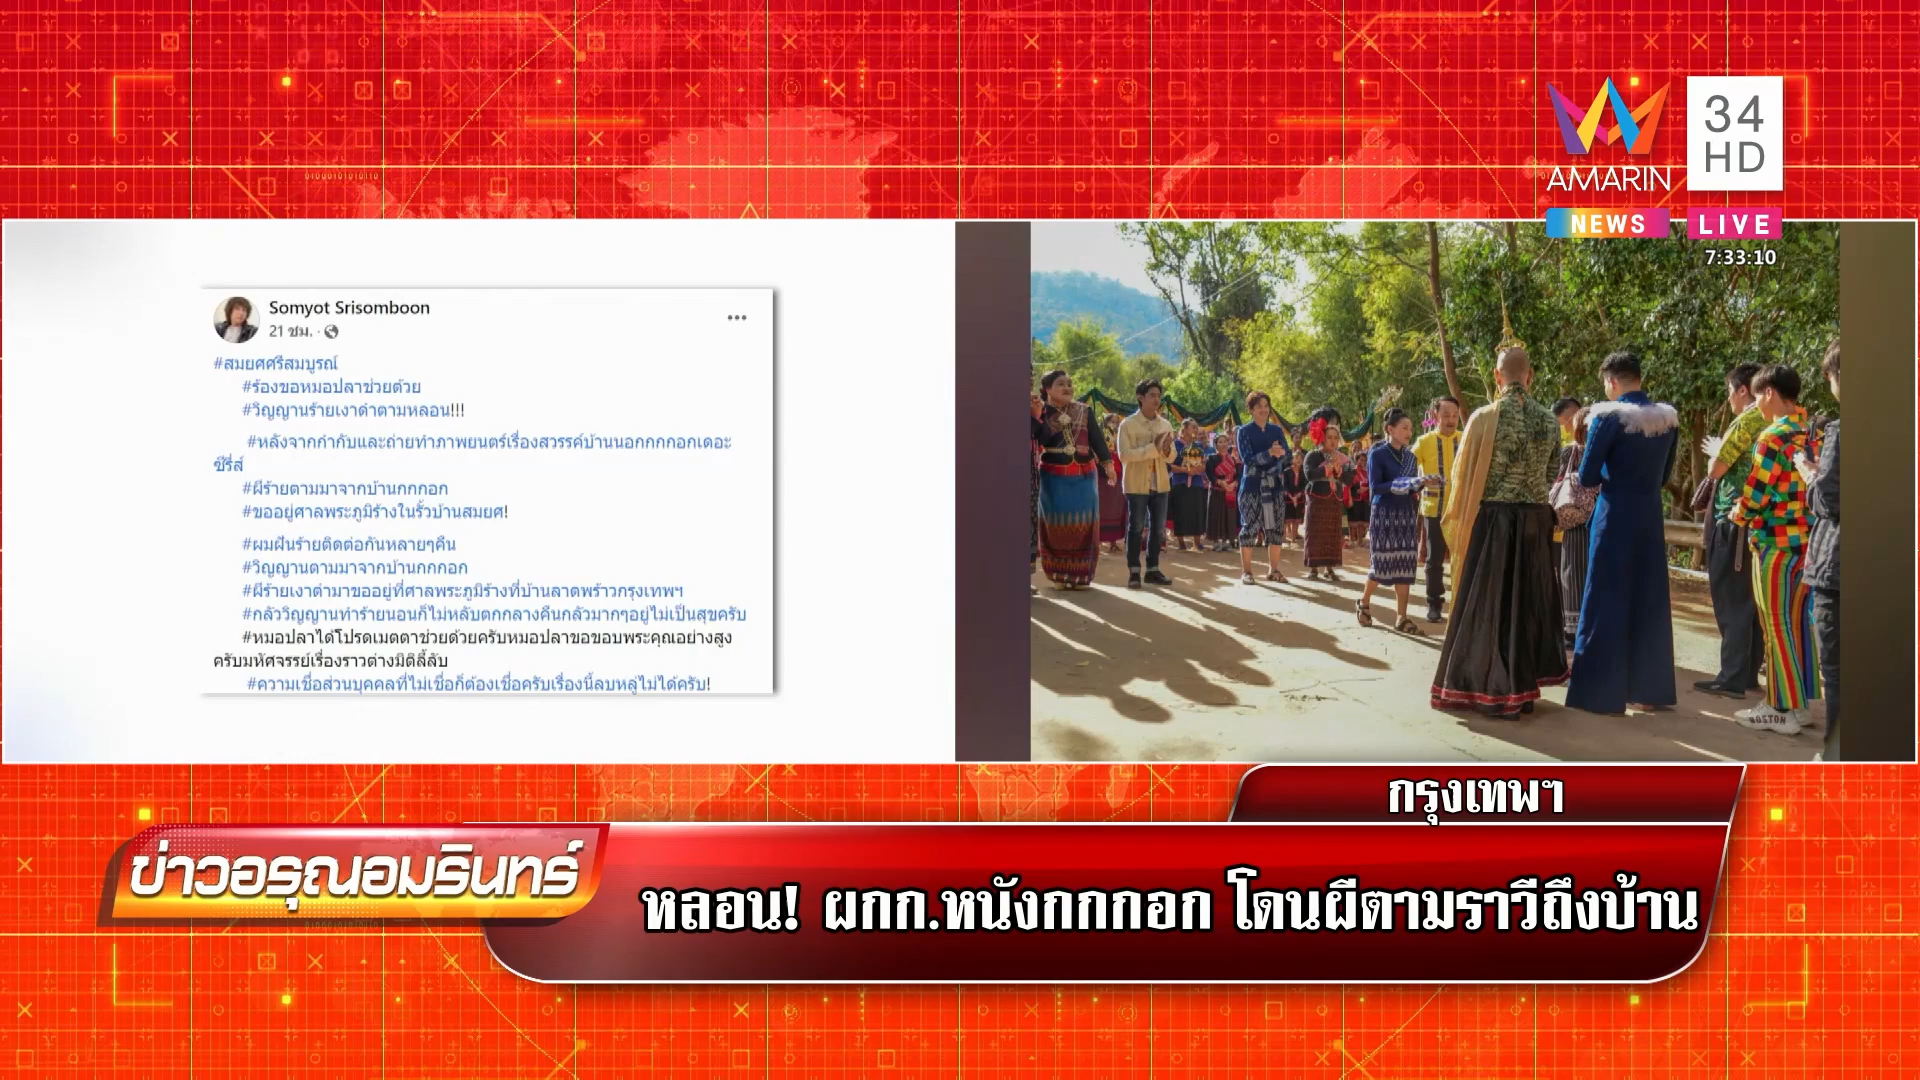 AMARIN
34
HD
NEWS
LIVE
7:33:10
Somyot Srisomboon
21 ชม.
#สมยศศรีสมบูรณ์
#ร้องขอหมอปลาช่วยด้วย
#วิญญานร้ายเงาดำตามหลอน!!!
#หลังจากกำกับและถ่ายทำภาพยนตร์เรื่องสวรรค์บ้านนอกกกกอกเดอะ
ซีรี่ส์
#ผีร้ายตามมาจากบ้านกกกอก
#ขออยู่ศาลพระภูมิร้างในรั้วบ้านสมยศ!
#ผมฝันร้ายติดต่อกันหลายๆคืน
#วิญญานตามมาจากบ้านกกกอก
#ผีร้ายเงาดำมาขออยู่ที่ศาลพระภูมิร้างที่บ้านลาดพร้าวกรุงเทพฯ
#กลัววิญญานทำร้ายนอนก็ไม่หลับตกกลางคืนกลัวมากๆอยู่ไม่เป็นสุขครับ
#หมอปลาได้โปรดเมตตาช่วยด้วยครับหมอปลาขอขอบพระคุณอย่างสูง
ครับมหัศจรรย์เรื่องราวต่างมิติลี้ลับ
#ความเชื่อส่วนบุคคลที่ไม่เชื่อก็ต้องเชื่อครับเรื่องนี้ลบหลู่ไม่ได้ครับ!
BOSTON
กรุงเทพฯ
ข่าวอรุณอมรินทร์
หลอน! ผกก.หนังกกกอก โดนผีตามราวีถึงบ้าน